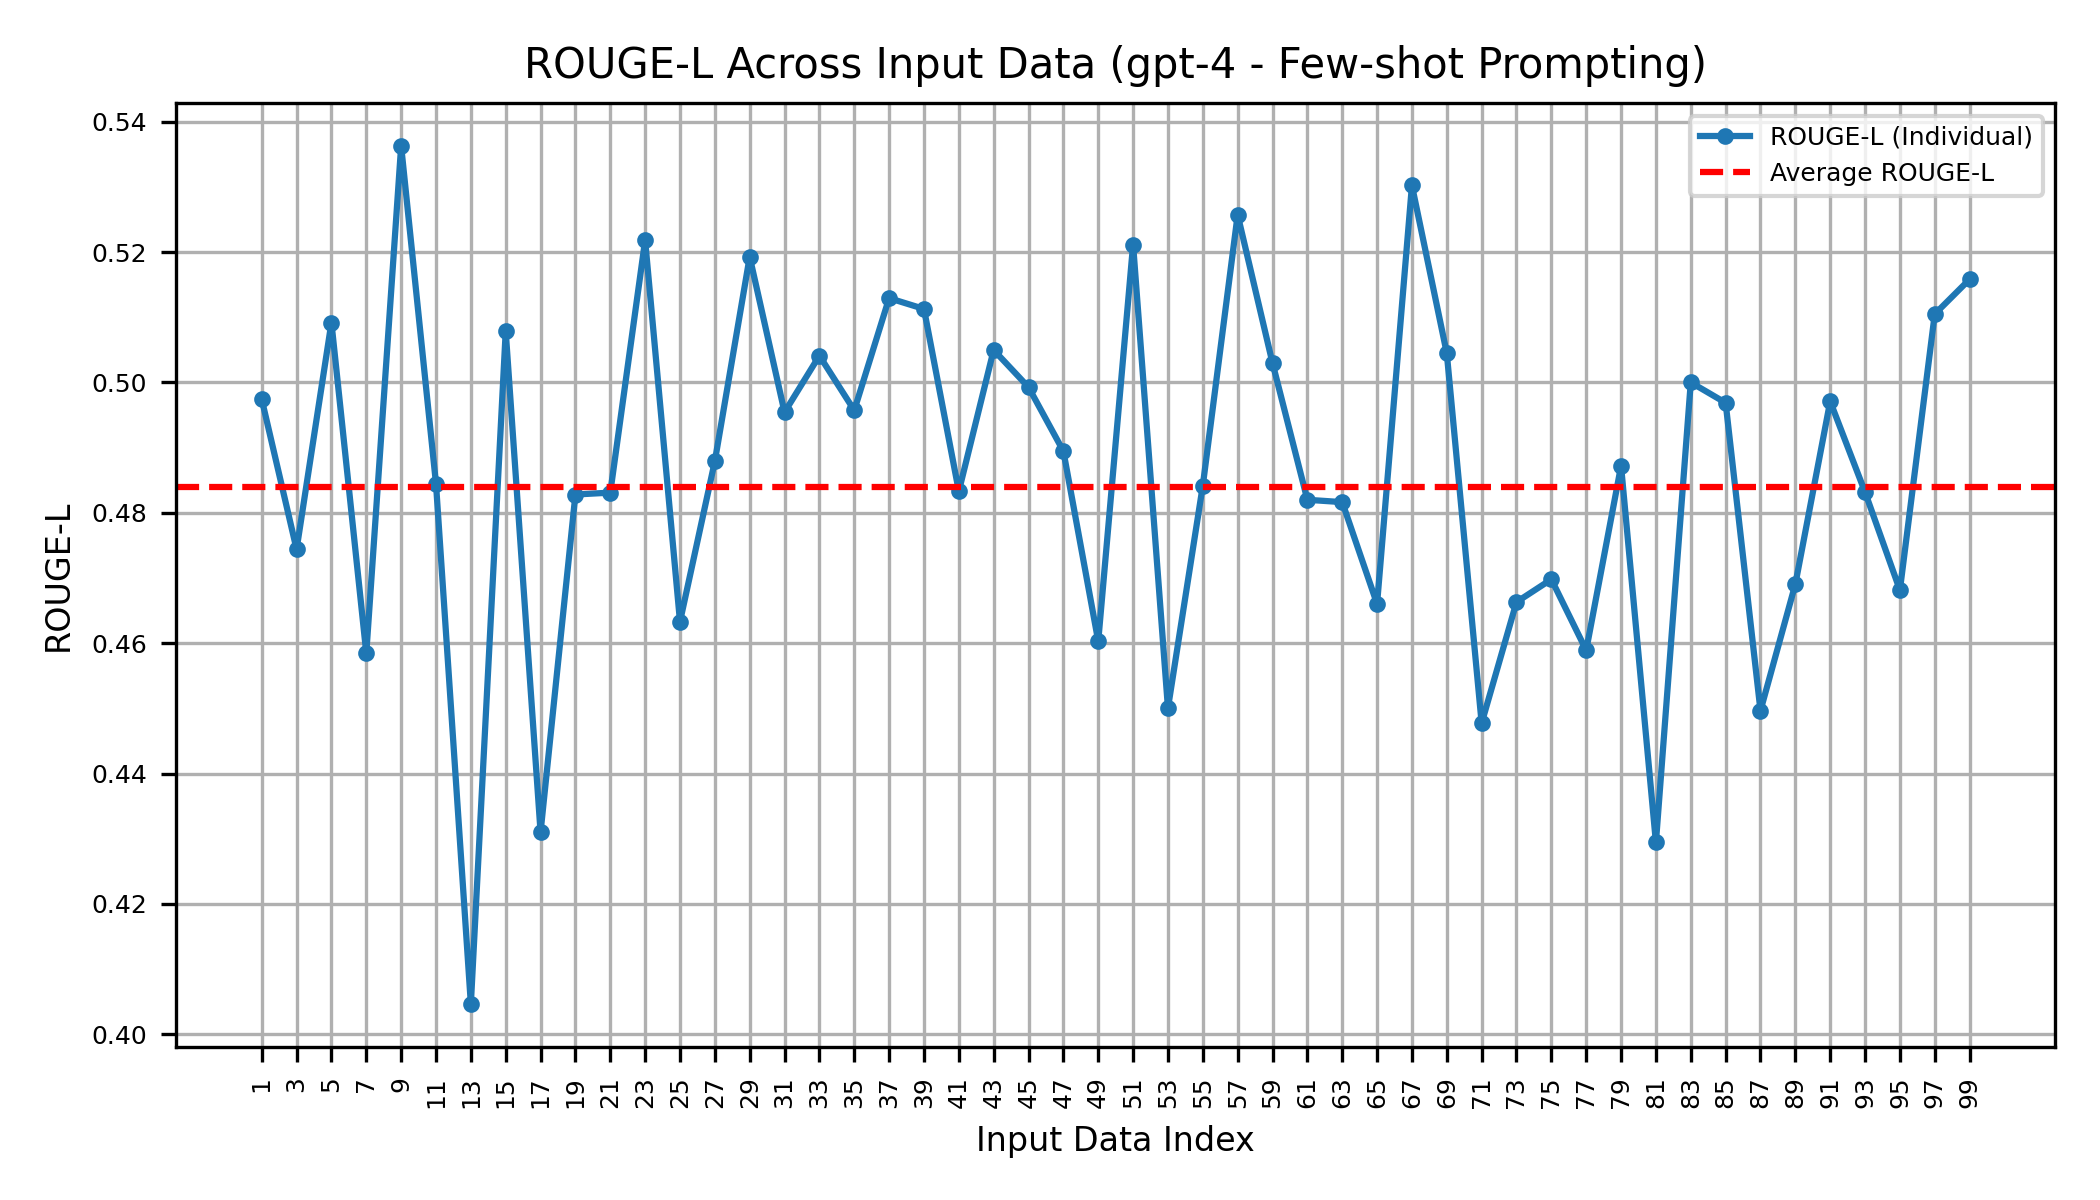 ROUGE-L Across Input Data (gpt-4 - Few-shot Prompting)
ROUGE-L (Individual)
Average ROUGE-L
ROUGE-L
0.54
0.52
0.50
0.48
0.46
0.44
0.42
0.40
1 3 5 7 9 11 13 15 17 19 21 23 25 27 29 31 33 35 37 39 41 43 45 47 49 51 53 55 57 59 61 63 65 67 69 71 73 75 77 79 81 83 85 87 89 91 93 95 97 99
Input Data Index